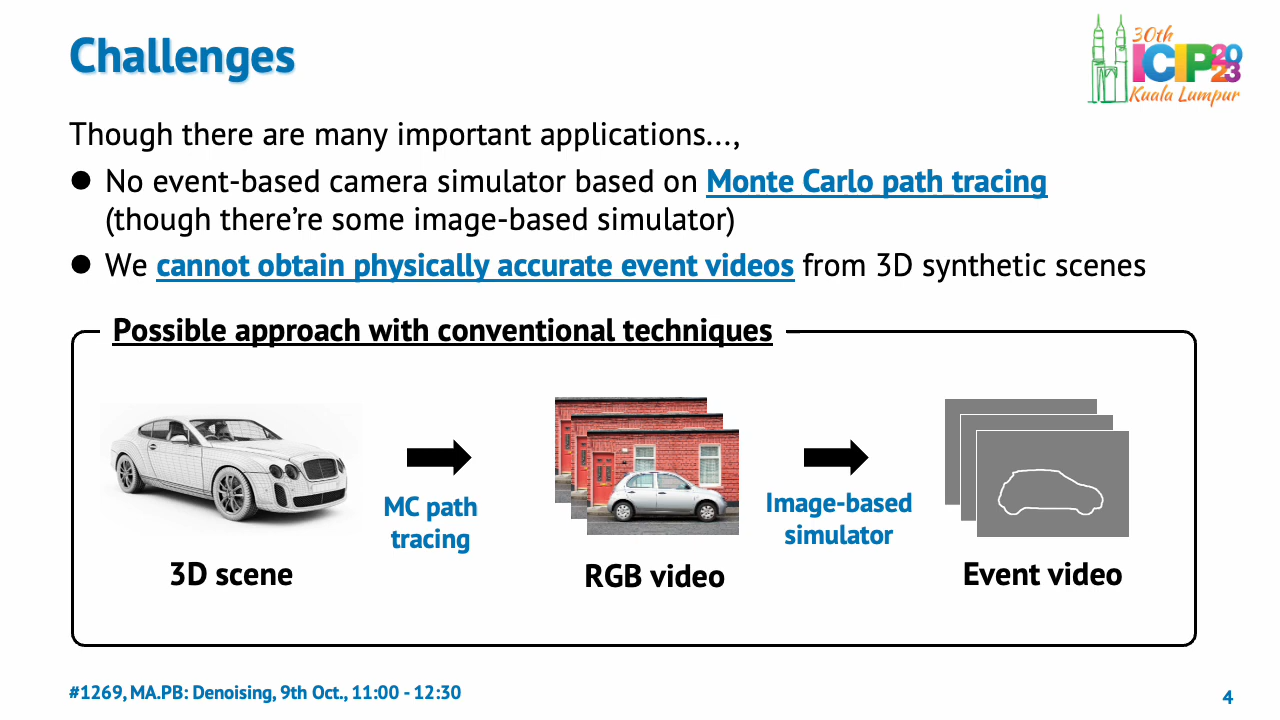 Challenges
30th
ICIP 2023
Kuala Lumpur
Though there are many important applications...,
● No event-based camera simulator based on Monte Carlo path tracing
(though there’re some image-based simulator)
● We cannot obtain physically accurate event videos from 3D synthetic scenes
Possible approach with conventional techniques
MC path
tracing
Image-based
simulator
3D scene
RGB video
Event video
#1269, MA.PB: Denoising, 9th Oct., 11:00 - 12:30
4